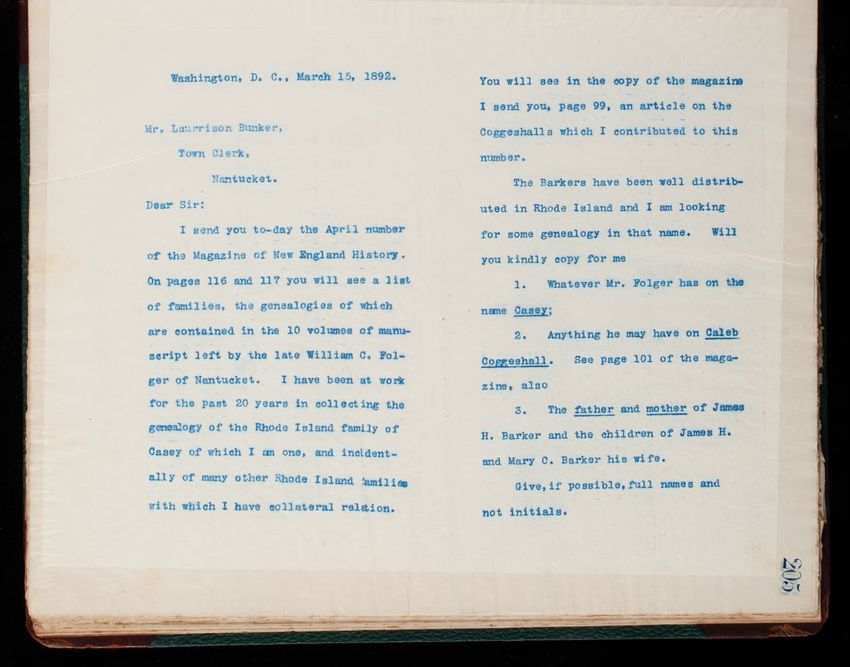 Washington, D. C., March 15, 1892.
Mr. Laurrison Bunker,
Town Clerk,
Nantucket.
Dear Sir:
I send you to-day the April number
of the Magazine of New England History.
On pages 116 and 117 you will see a list
of families, the genealogies of which
are contained in the 10 volumes of manu-
script left by the late William C. Fol-
ger of Nantucket. I have been at work
for the past 20 years in collecting the
genealogy of the Rhode Island family of
Casey of which I am one, and incident-
ally of many other Rhode Island families
with which I have collateral relation.
You will see in the copy of the magazine
I send you, page 99, an article on the
Coggeshalls which I contributed to this
number.
The Barkers have been well distrib-
uted in Rhode Island and I am looking
for some genealogy in that name. Will
you kindly copy for me
1. Whatever Mr. Folger has on the
name Casey;
2. Anything he may have on Caleb
Coggeshall. See page 101 of the maga-
zine, also
3. The father and mother of James
H. Barker and the children of James H.
and Mary C. Barker his wife.
Give, if possible, full names and
not initials.
205